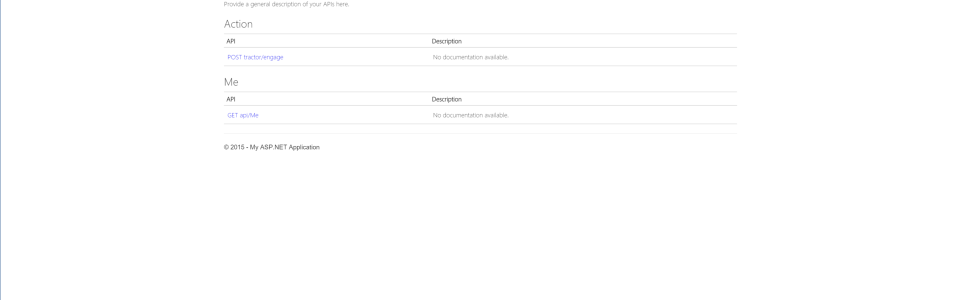 Provide a general description of your APIs here.
Action
API Description
POST tractor/engage No documentation available.
Me
API Description
GET api/Me No documentation available.
© 2015 - My ASP.NET Application